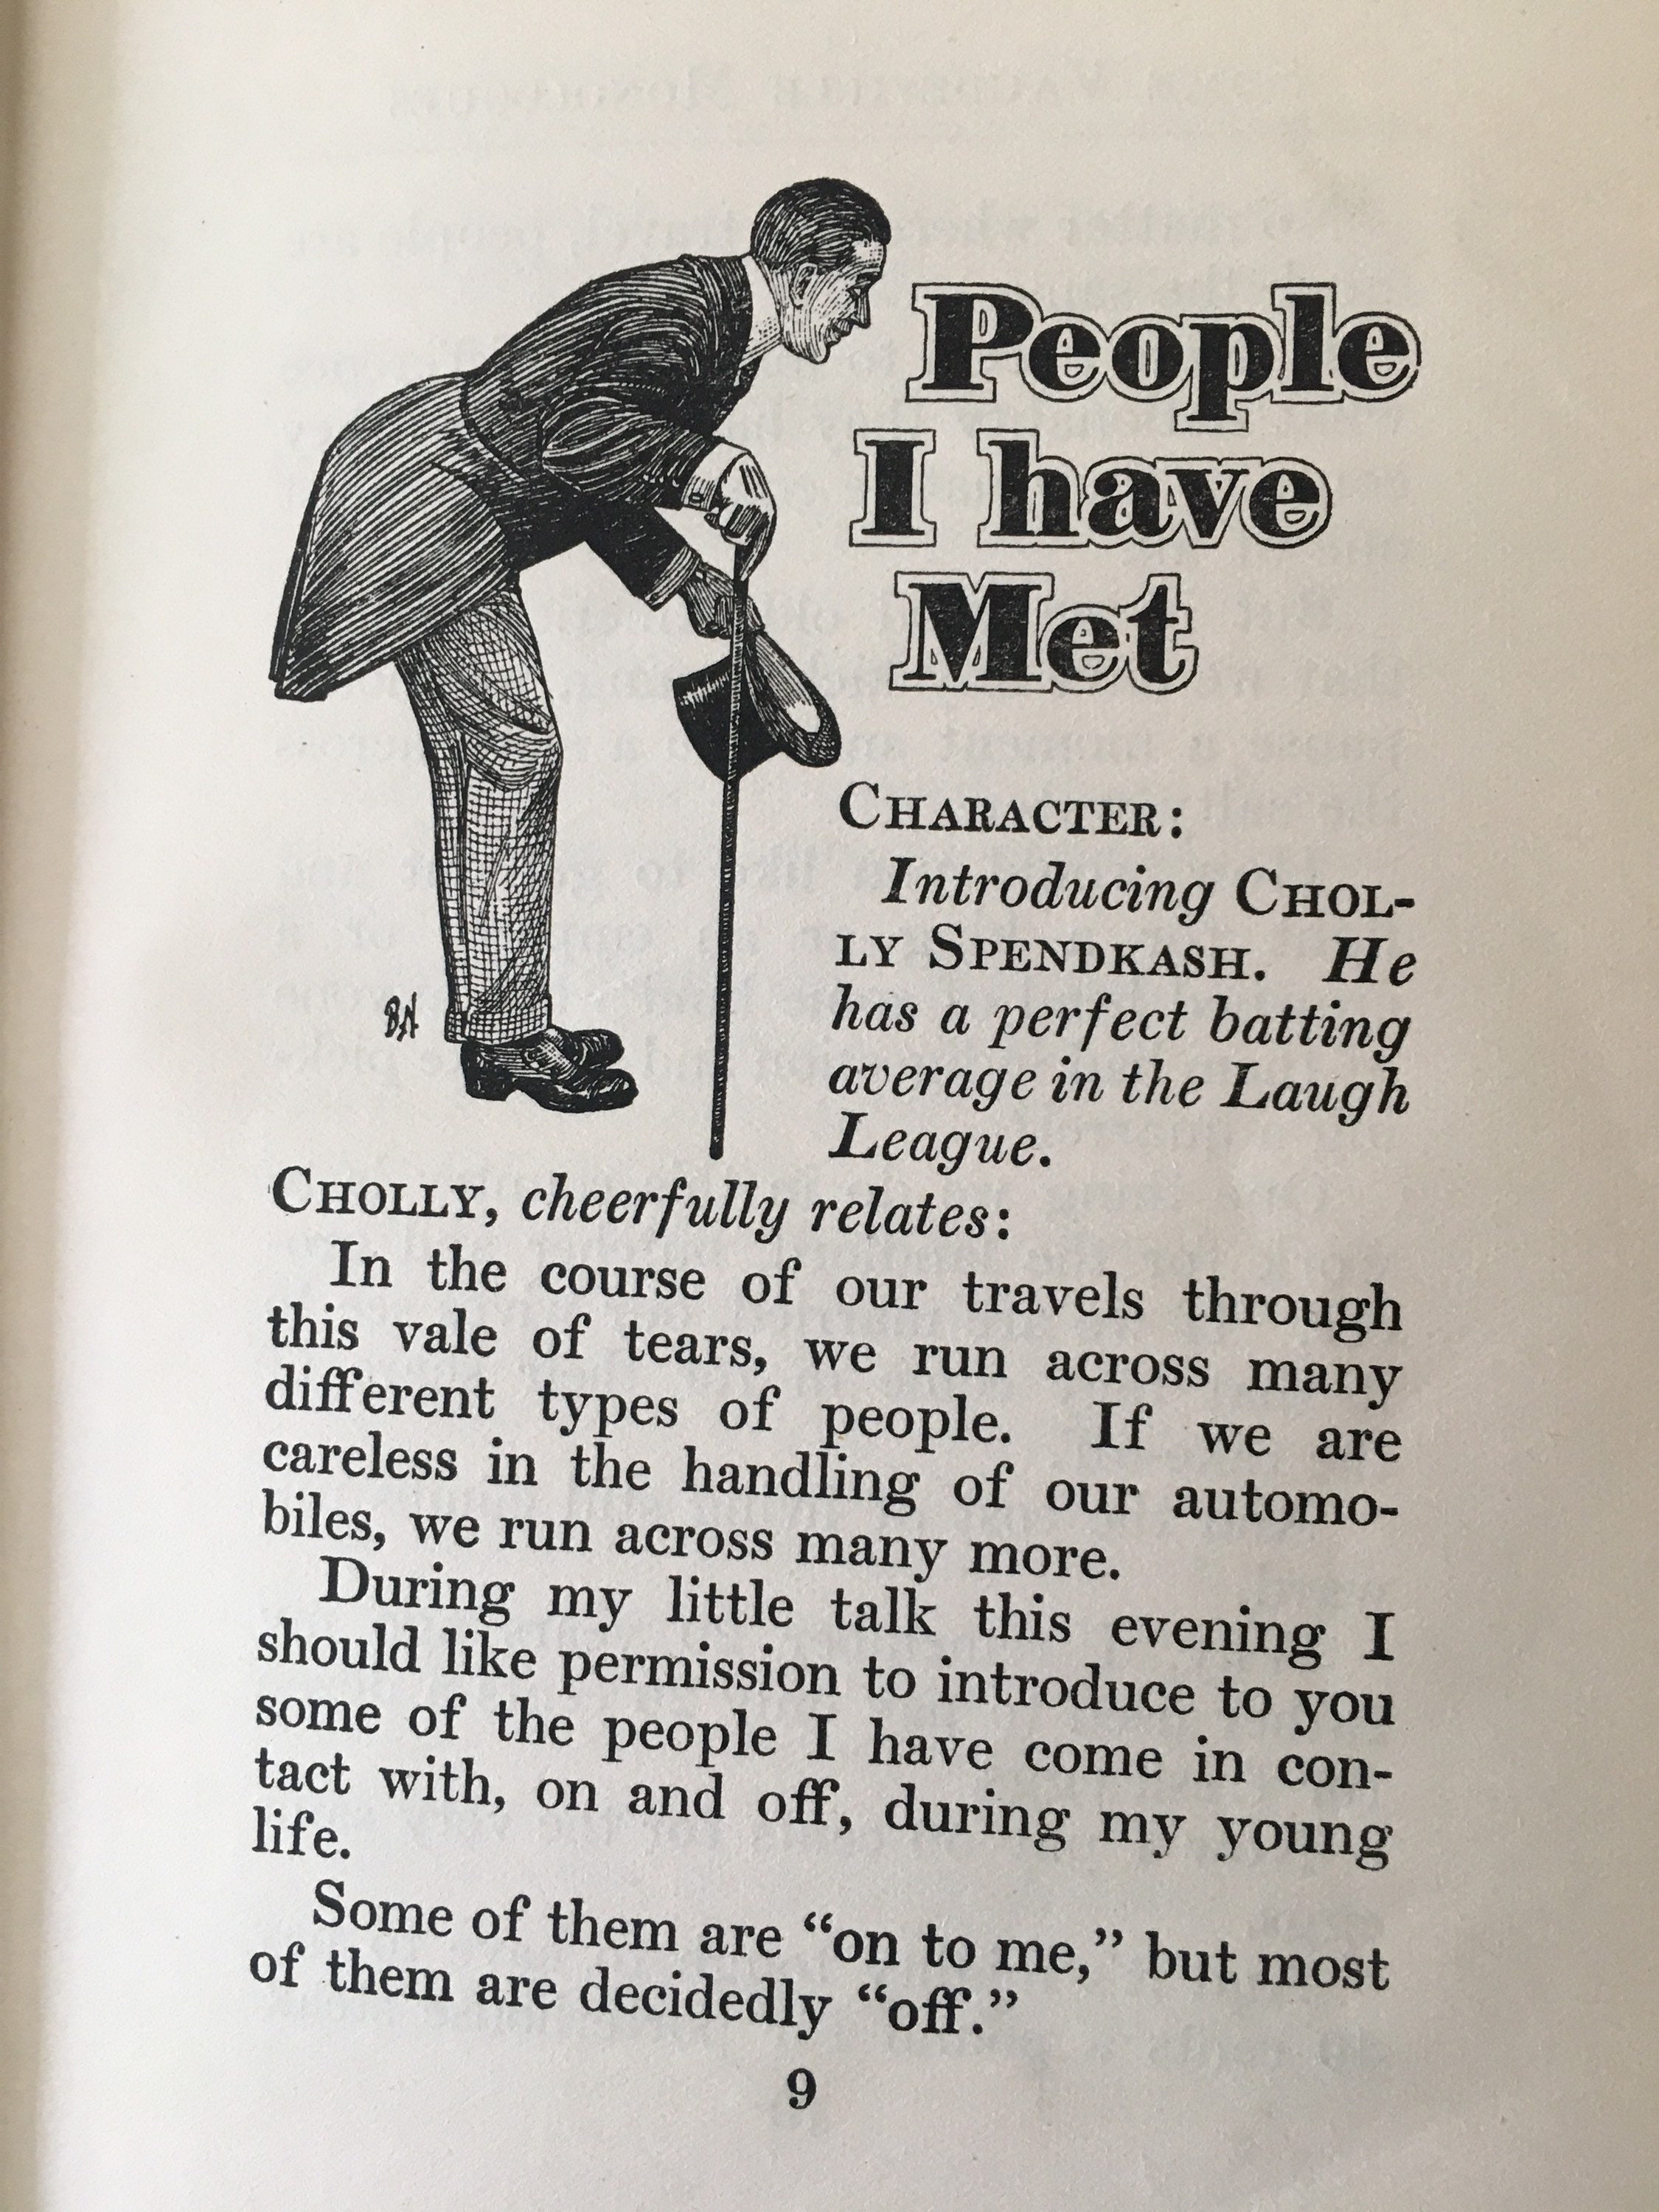 People
I have
Met
CHARACTER:
Introducing CHOL-
LY SPENDKASH. He
has a perfect batting
average in the Laugh
League.
BN
CHOLLY, cheerfully relates:
In the course of our travels through
this vale of tears, we run across many
different types of people. If we are
careless in the handling of our automo-
biles, we run across many more.
During my little talk this evening I
should like permission to introduce to you
some of the people I have come in con-
tact with, on and off, during my young
life.
Some of them are “on to me,” but most
of them are decidedly “off.”
9